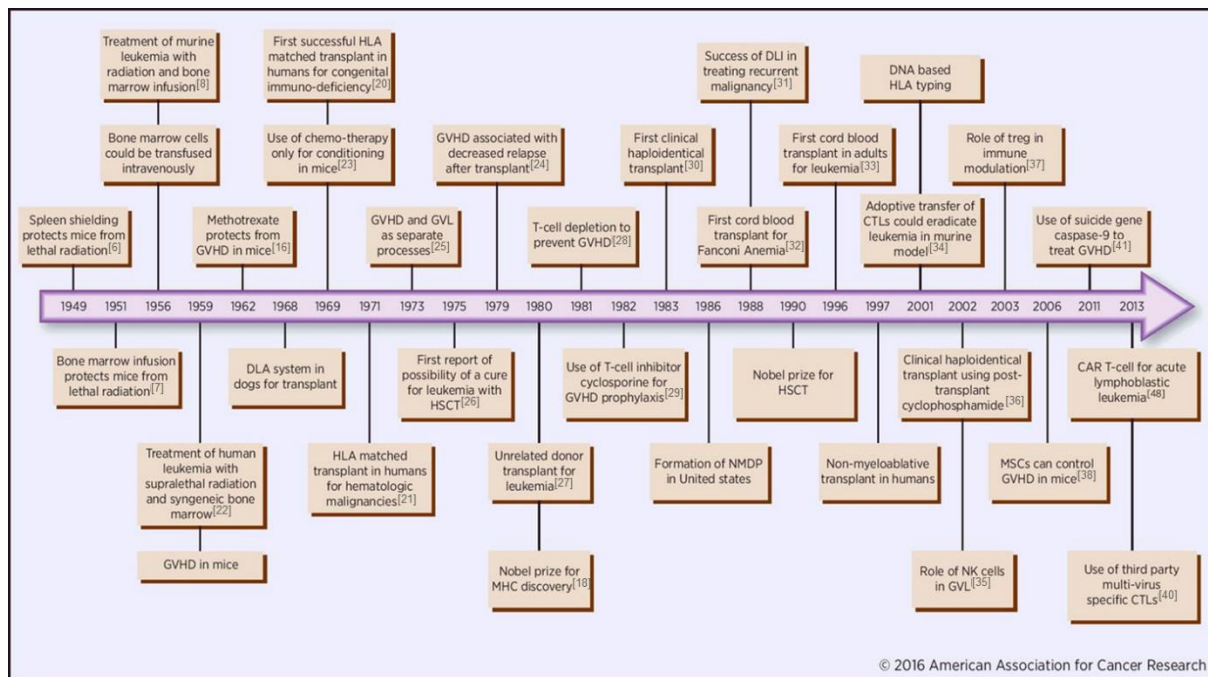 Treatment of murine
leukemia with
radiation and bone
marrow infusion[8]
First successful HLA
matched transplant in
humans for congenital
immuno-deficiency[20]
Success of DLI in
treating recurrent
malignancy[31]
DNA based
HLA typing
Bone marrow cells
could be transfused
intravenously
Use of chemo-therapy
only for conditioning
in mice[23]
GVHD associated with
decreased relapse
after transplant[24]
First clinical
haploidentical
transplant[30]
First cord blood
transplant in adults
for leukemia[33]
Role of treg in
immune
modulation[37]
Spleen shielding
protects mice from
lethal radiation[6]
Methotrexate
protects from
GVHD in mice[16]
GVHD and GVL
as separate
processes[25]
T-cell depletion to
prevent GVHD[28]
First cord blood
transplant for
Fanconi Anemia[32]
Adoptive transfer of
CTLs could eradicate
leukemia in murine
model[34]
Use of suicide gene
caspase-9 to
treat GVHD[41]
1949 1951 1956 1959 1962 1968 1969 1971 1973 1975 1979 1980 1981 1982 1983 1986 1988 1990 1996 1997 2001 2002 2003 2006 2011 2013
Bone marrow infusion
protects mice from
lethal radiation[7]
DLA system in
dogs for transplant
First report of
possibility of a cure
for leukemia with
HSCT[26]
Use of T-cell inhibitor
cyclosporine for
GVHD prophylaxis[29]
Nobel prize for
HSCT
Clinical haploidentical
transplant using post-
transplant
cyclophosphamide[36]
CAR T-cell for acute
lymphoblastic
leukemia[48]
Treatment of human
leukemia with
supralethal radiation
and syngeneic bone
marrow[22]
HLA matched
transplant in humans
for hematologic
malignancies[21]
Unrelated donor
transplant for
leukemia[27]
Formation of NMDP
in United states
Non-myeloablative
transplant in humans
MSCs can control
GVHD in mice[38]
GVHD in mice
Nobel prize for
MHC discovery[18]
Role of NK cells
in GVL[35]
Use of third party
multi-virus
specific CTLs[40]
© 2016 American Association for Cancer Research